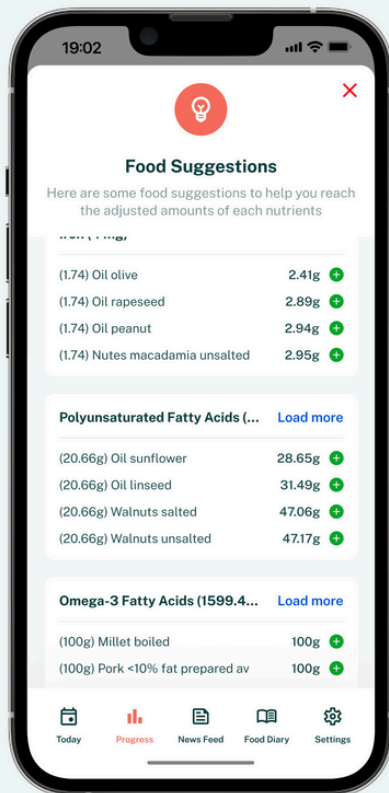 19:02
Food Suggestions
Here are some food suggestions to help you reach
the adjusted amounts of each nutrients
(1.74) Oil olive 2.41g
(1.74) Oil rapeseed 2.89g
(1.74) Oil peanut 2.94g
(1.74) Nutes macadamia unsalted 2.95g
Polyunsaturated Fatty Acids (... Load more
(20.66g) Oil sunflower 28.65g
(20.66g) Oil linseed 31.49g
(20.66g) Walnuts salted 47.06g
(20.66g) Walnuts unsalted 47.17g
Omega-3 Fatty Acids (1599.4... Load more
(100g) Millet boiled 100g
(100g) Pork <10% fat prepared av 100g
Today Progress News Feed Food Diary Settings